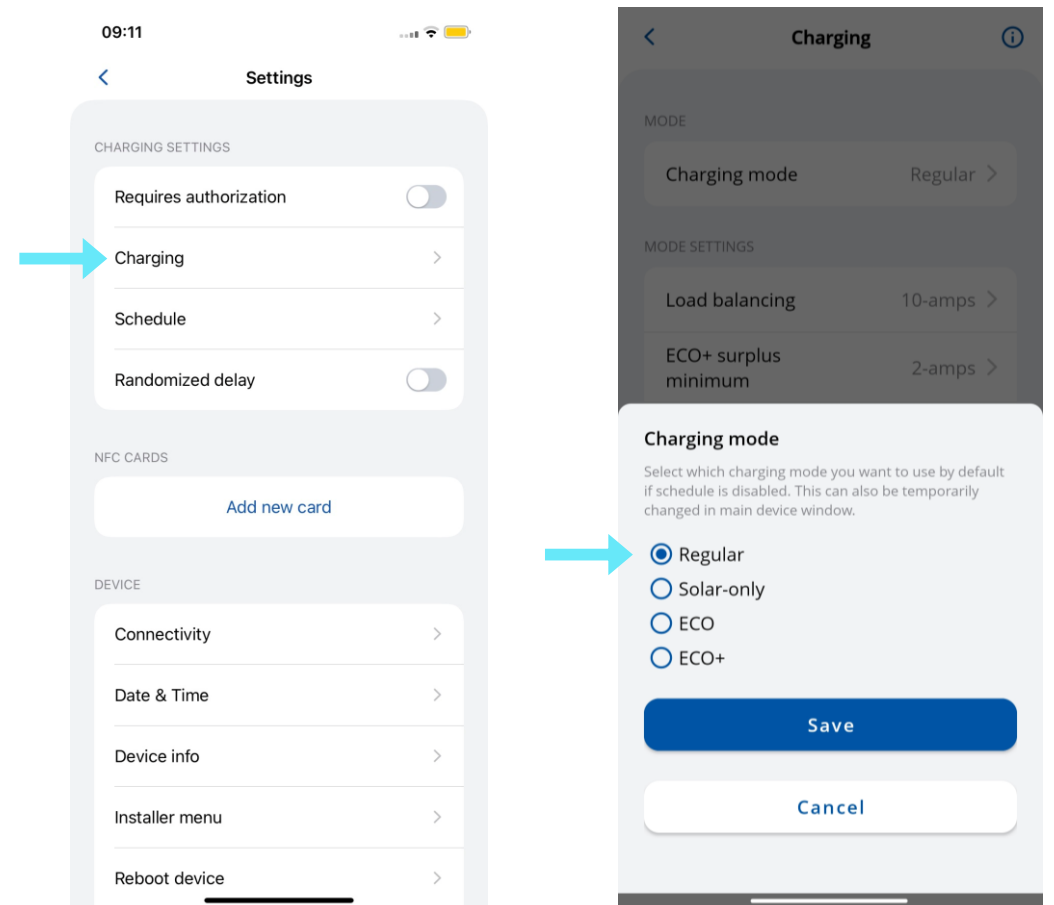 09:11
Settings
CHARGING SETTINGS
Requires authorization
Charging
Schedule
Randomized delay
NFC CARDS
Add new card
DEVICE
Connectivity
Date & Time
Device info
Installer menu
Reboot device
Charging
MODE
Charging mode Regular
MODE SETTINGS
Load balancing 10-amps
ECO+ surplus
minimum 2-amps
Charging mode
Select which charging mode you want to use by default
if schedule is disabled. This can also be temporarily
changed in main device window.
Regular
Solar-only
ECO
ECO+
Save
Cancel